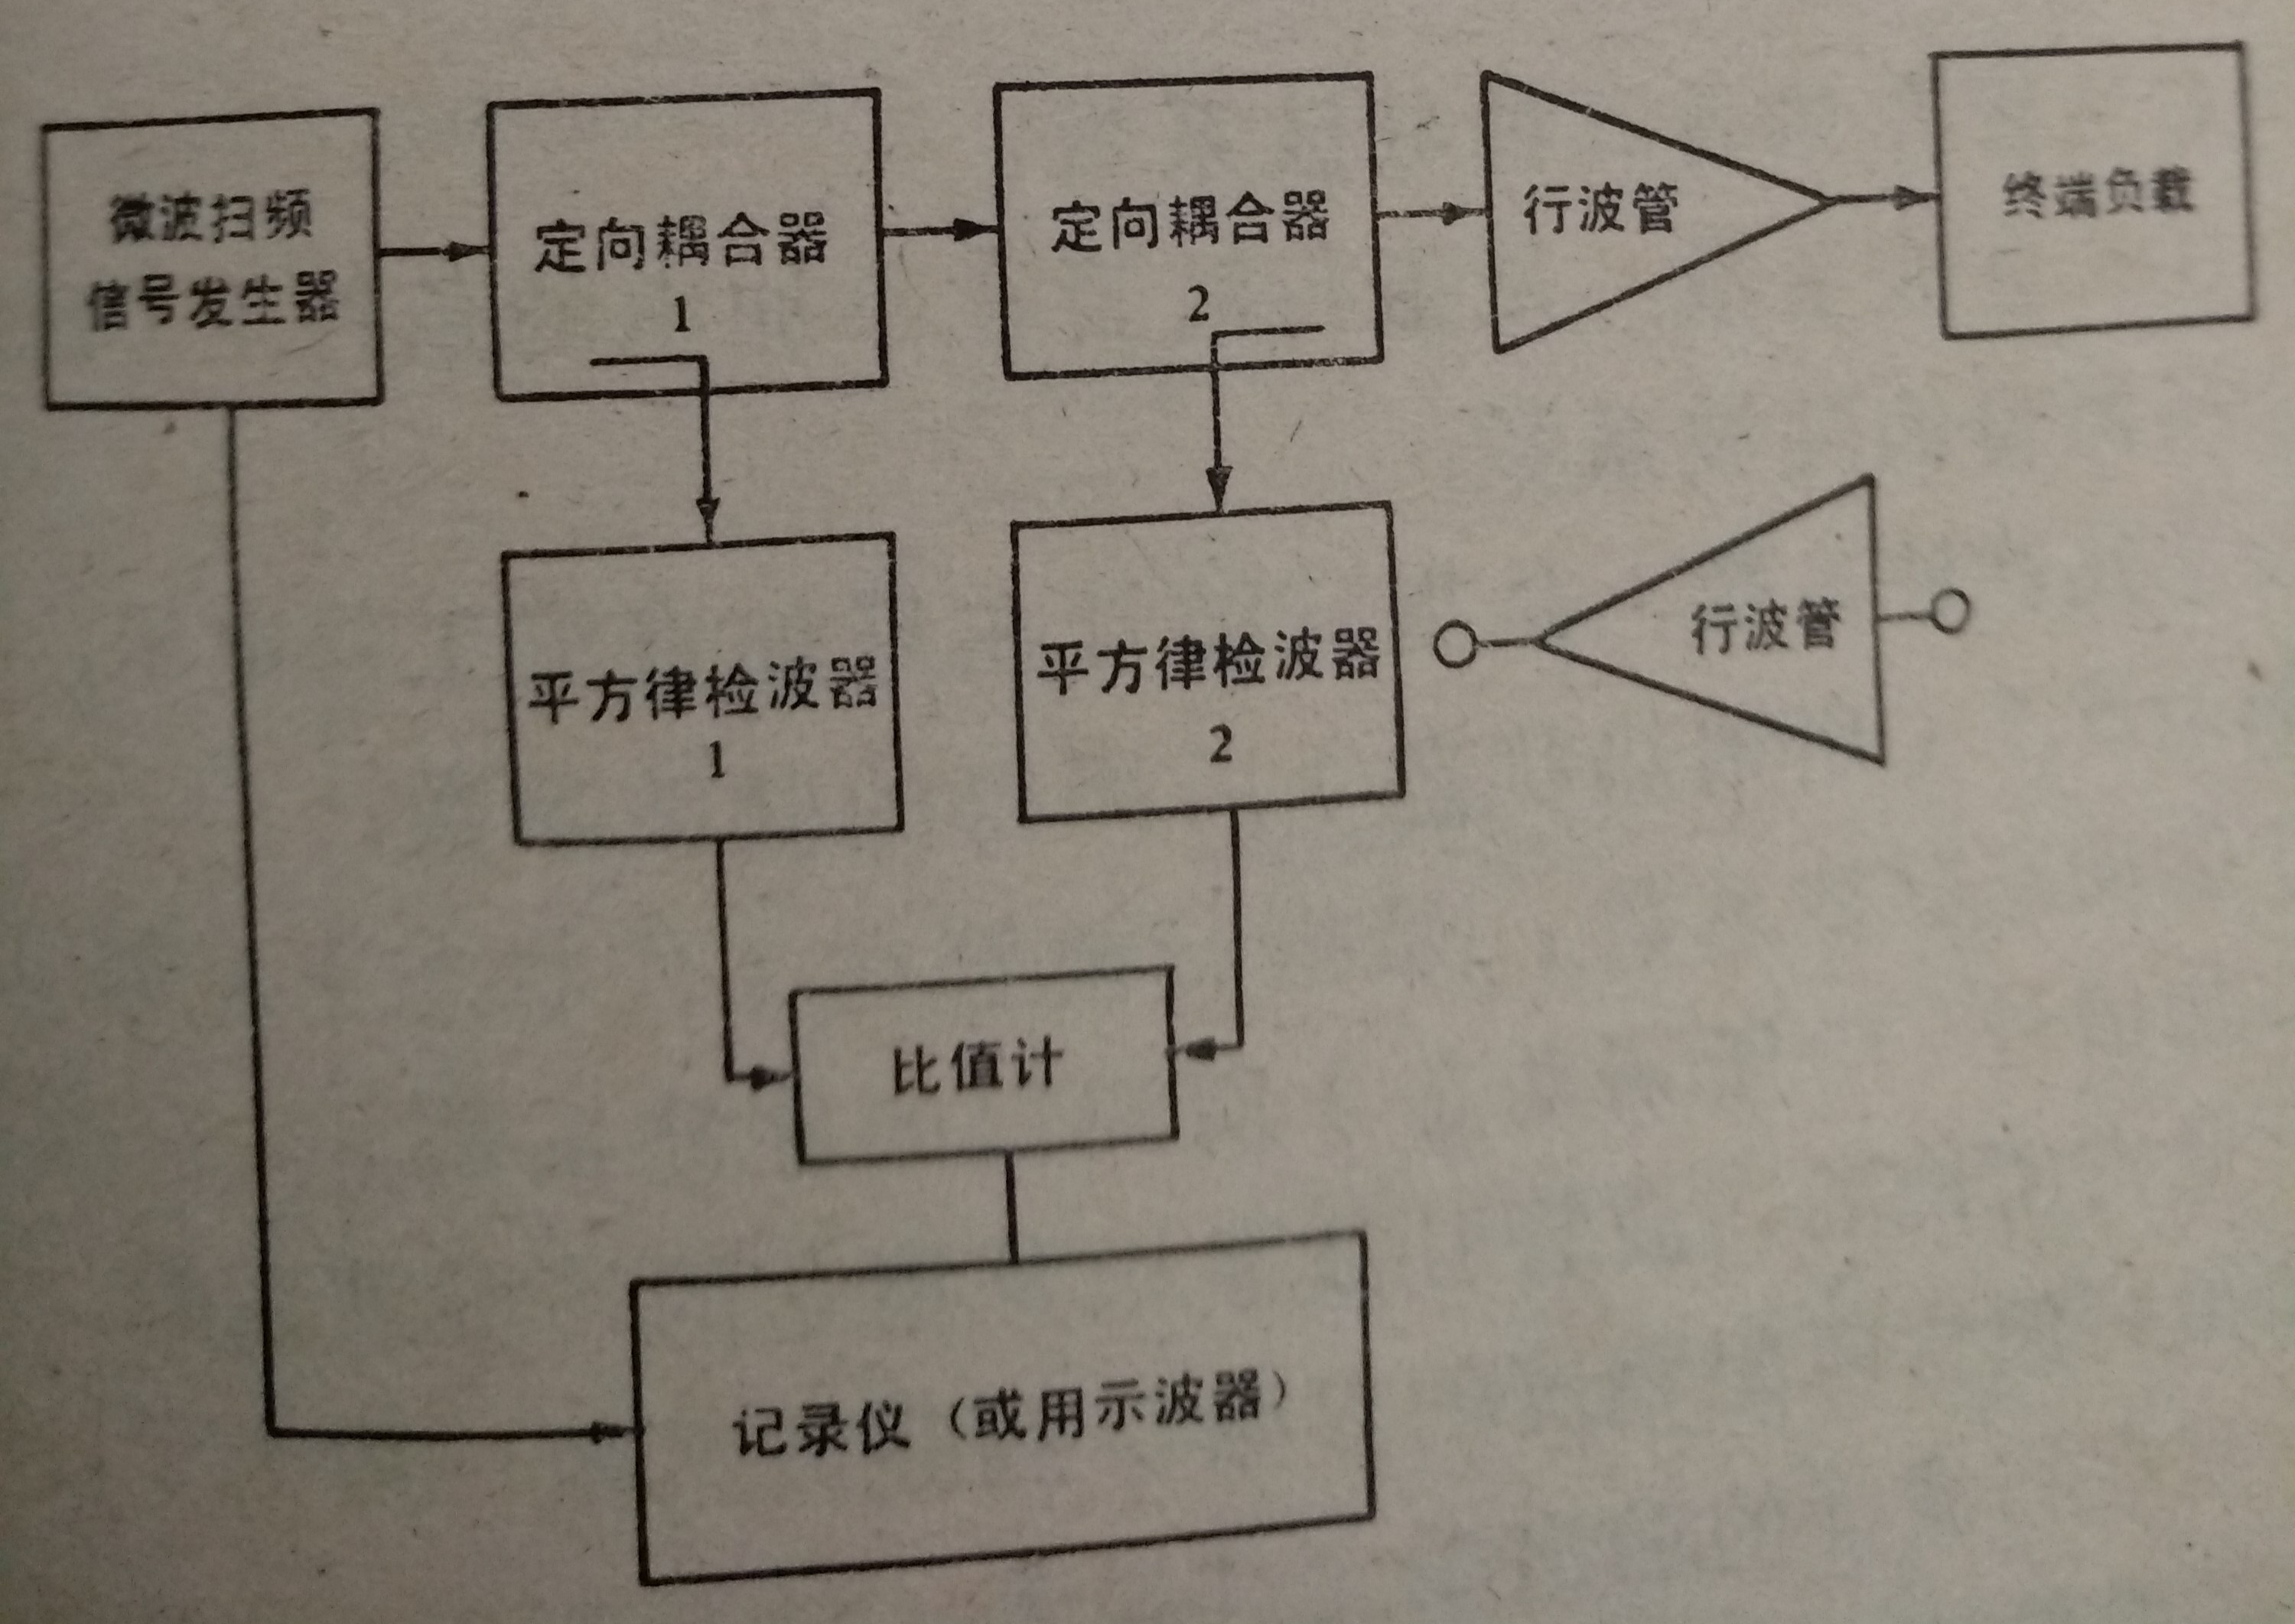 微波扫频
信号发生器
定向耦合器
1
定向耦合器
2
行波管
终端负载
平方律检波器
1
平方律检波器
2
行波管
比值计
记录仪（或用示波器）